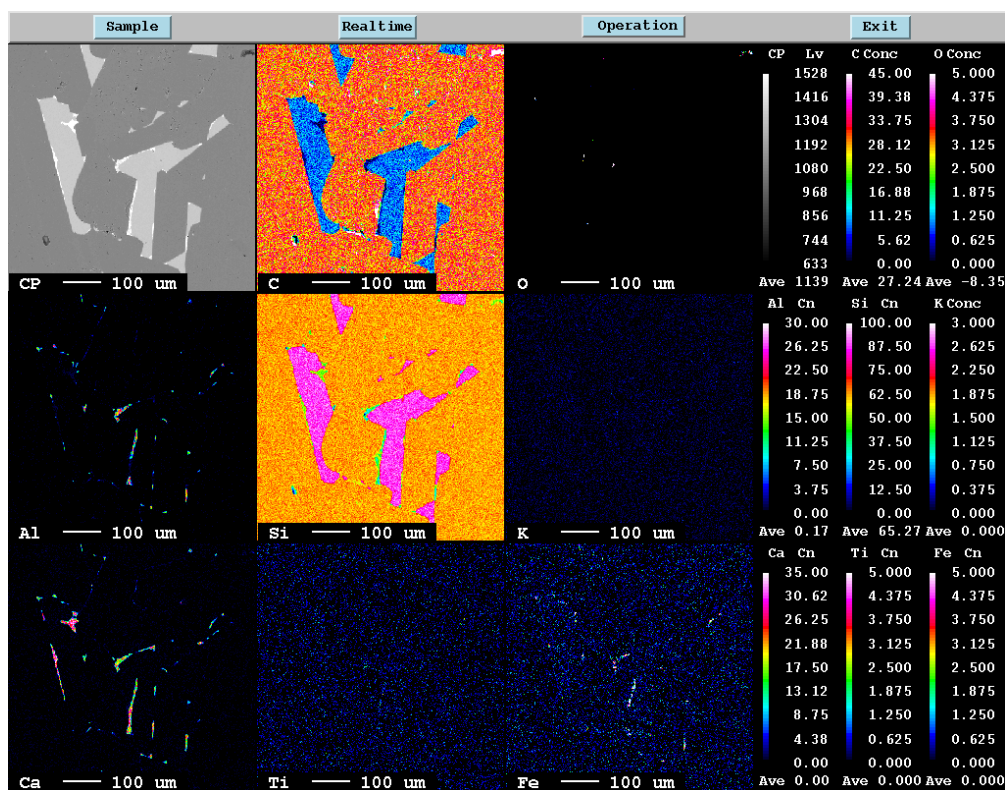 Sample Realtime Operation Exit
CP Lv C Conc O Conc
1528 45.00 5.000
1416 39.38 4.375
1304 33.75 3.750
1192 28.12 3.125
1080 22.50 2.500
968 16.88 1.875
856 11.25 1.250
744 5.62 0.625
633 0.00 0.000
Ave 1139 Ave 27.24 Ave -8.35
CP 100 um C 100 um O 100 um
Al Cn Si Cn K Conc
30.00 100.00 3.000
26.25 87.50 2.625
22.50 75.00 2.250
18.75 62.50 1.875
15.00 50.00 1.500
11.25 37.50 1.125
7.50 25.00 0.750
3.75 12.50 0.375
0.00 0.00 0.000
Ave 0.17 Ave 65.27 Ave 0.000
Al 100 um Si 100 um K 100 um
Ca Cn Ti Cn Fe Cn
35.00 5.000 5.000
30.62 4.375 4.375
26.25 3.750 3.750
21.88 3.125 3.125
17.50 2.500 2.500
13.12 1.875 1.875
8.75 1.250 1.250
4.38 0.625 0.625
0.00 0.000 0.000
Ave 0.00 Ave 0.000 Ave 0.000
Ca 100 um Ti 100 um Fe 100 um